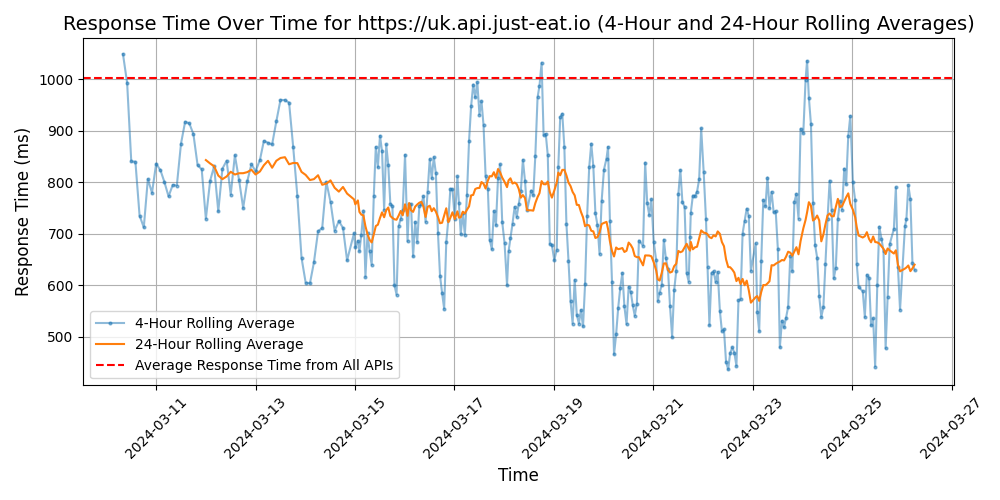 Response Time Over Time for https://uk.api.just-eat.io (4-Hour and 24-Hour Rolling Averages)
Response Time (ms)
1000
900
800
700
600
500
4-Hour Rolling Average
24-Hour Rolling Average
Average Response Time from All APIs
2024-03-11
2024-03-13
2024-03-15
2024-03-17
2024-03-19
2024-03-21
2024-03-23
2024-03-25
2024-03-27
Time